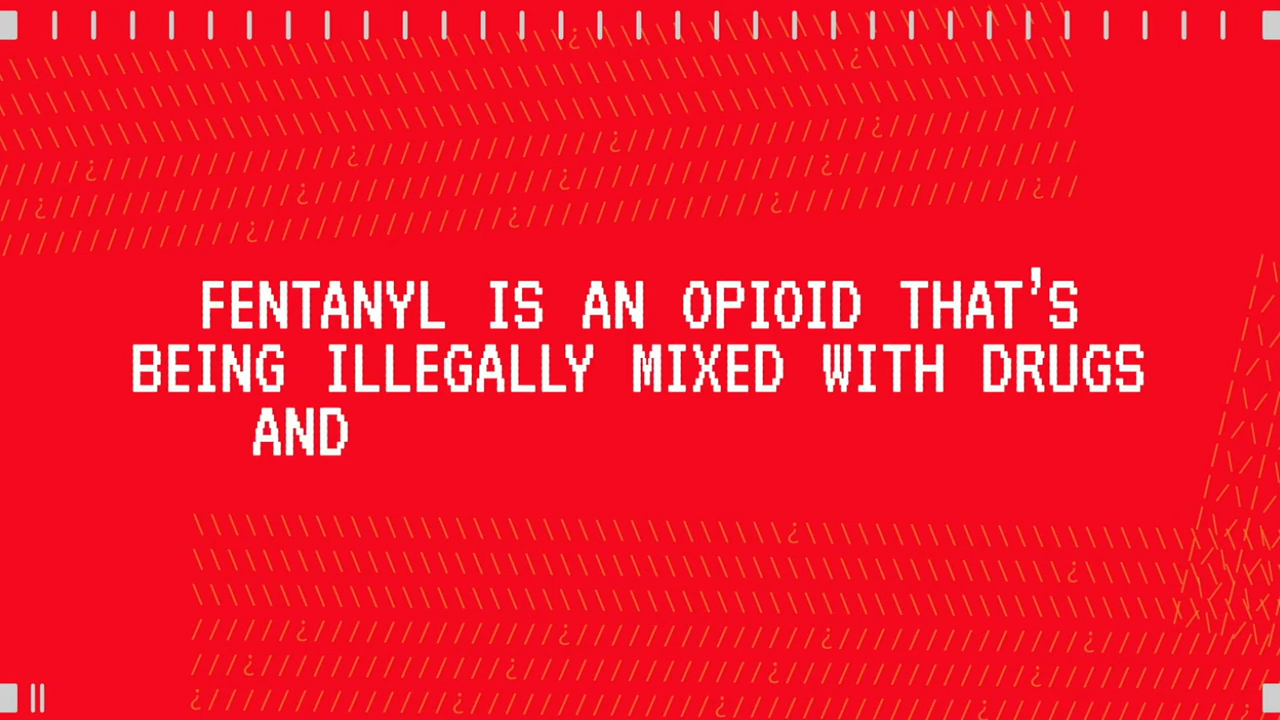 FENTANYL IS AN OPIOID THAT'S
BEING ILLEGALLY MIXED WITH DRUGS
AND